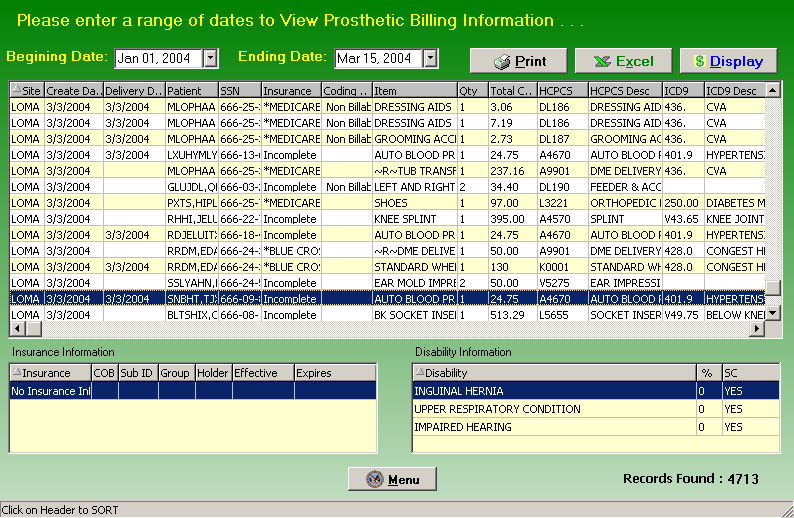 Please enter a range of dates to View Prosthetic Billing Information . . .
Begining Date: Jan 01, 2004 Ending Date: Mar 15, 2004 Print Excel $ Display
Site Create Da.. Delivery D.. Patient SSN Insurance Coding .. Item Qty Total C.. HCPCS HCPCS Desc ICD9 ICD9 Desc
LOMA 3/3/2004 3/3/2004 MLOPHAA 666-25- *MEDICARE Non Billab DRESSING AIDS 1 3.06 DL186 DRESSING AID 436. CVA
LOMA 3/3/2004 3/3/2004 MLOPHAA 666-25- *MEDICARE Non Billab DRESSING AIDS 1 7.19 DL186 DRESSING AID 436. CVA
LOMA 3/3/2004 3/3/2004 MLOPHAA 666-25- *MEDICARE Non Billab GROOMING ACCI 1 2.73 DL187 GROOMING AC 436. CVA
LOMA 3/3/2004 3/3/2004 LXUHYMLY 666-13- Incomplete AUTO BLOOD PR 1 24.75 A4670 AUTO BLOOD F 401.9 HYPERTENS
LOMA 3/3/2004 MLOPHAA 666-25- Incomplete ~R~TUB TRANSF 1 237.16 A9901 DME DELIVERY 436. CVA
LOMA 3/3/2004 GLUJDL,Q 666-03- Incomplete Non Billab LEFT AND RIGHT 2 34.40 DL190 FEEDER & ACC
LOMA 3/3/2004 PXTS,HIPL 666-25- *MEDICARE SHOES 1 97.00 L3221 ORTHOPEDIC 250.00 DIABETES M
LOMA 3/3/2004 RHHI,JELL 666-22- Incomplete KNEE SPLINT 1 395.00 A4570 SPLINT V43.65 KNEE JOINT
LOMA 3/3/2004 3/3/2004 RDJELUIT 666-18- Incomplete AUTO BLOOD PR 1 24.75 A4670 AUTO BLOOD F 401.9 HYPERTENS
LOMA 3/3/2004 RRDM,EDA 666-24- *BLUE CROS ~R~DME DELIVE 1 50.00 A9901 DME DELIVERY 428.0 CONGEST H
LOMA 3/3/2004 3/3/2004 RRDM,EDA 666-24- *BLUE CROS STANDARD WHEI 1 130 K0001 STANDARD WH 428.0 CONGEST H
LOMA 3/3/2004 SSLYAHN, 666-24- Incomplete EAR MOLD IMPRE 2 50.00 V5275 EAR IMPRESSI
LOMA 3/3/2004 3/3/2004 SNBHT,TJ 666-09- Incomplete AUTO BLOOD PR 1 24.75 A4670 AUTO BLOOD F 401.9 HYPERTENS
LOMA 3/3/2004 BLTSHIX,C 666-08- Incomplete BK SOCKET INSEI 1 513.29 L5655 SOCKET INSER V49.75 BELOW KNE
Insurance Information Disability Information
Insurance COB Sub ID Group Holder Effective Expires Disability % SC
No Insurance Inf INGUINAL HERNIA 0 YES
UPPER RESPIRATORY CONDITION 0 YES
IMPAIRED HEARING 0 YES
Menu Records Found : 4713
Click on Header to SORT